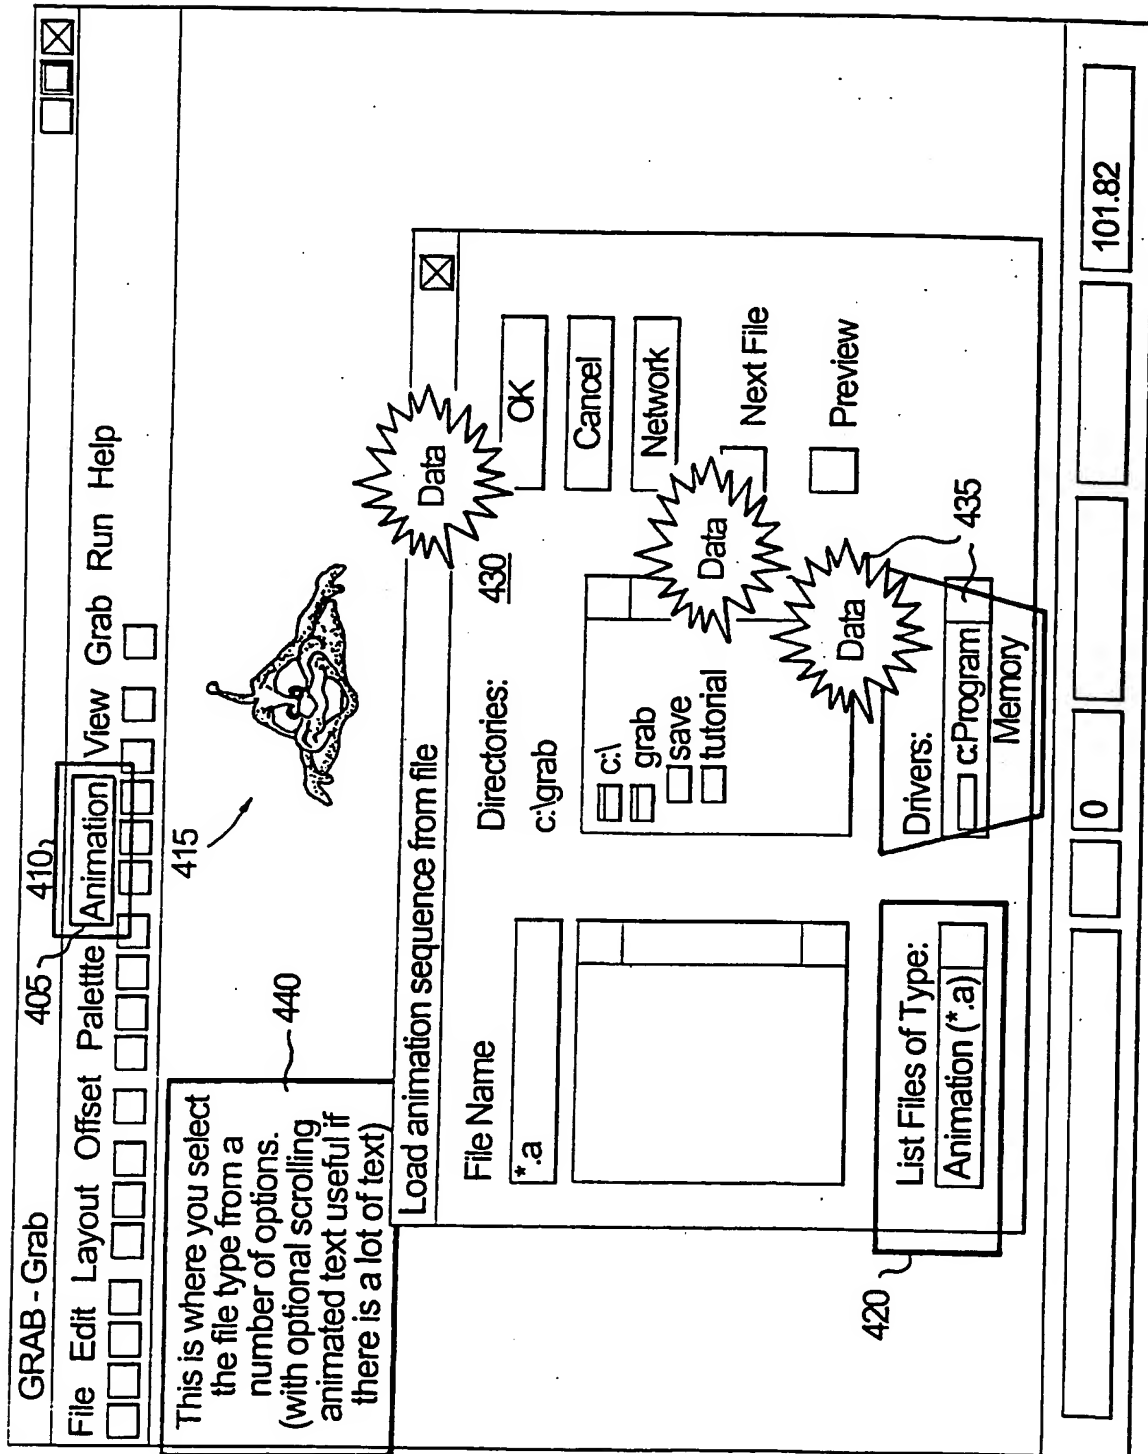 GRAB - Grab
405
410
File Edit Layout Offset Palettte Animation View Grab Run Help
This is where you select
the file type from a
number of options.
(with optional scrolling
animated text useful if
there is a lot of text)
440
415
Load animation sequence from file
Data
File Name
*.a
Directories:
c:\grab
430
c:\
grab
save
tutorial
OK
Cancel
Network
Data
Next File
Preview
Data
List Files of Type:
Animation (*.a)
Drivers:
c:Program
Memory
435
420
0
101.82